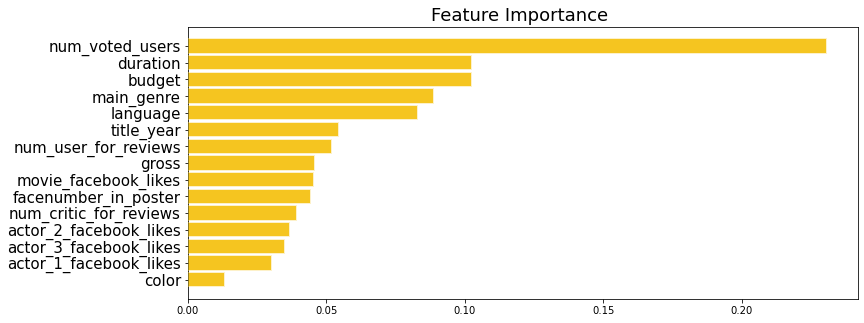 Feature Importance
num_voted_users
duration
budget
main_genre
language
title_year
num_user_for_reviews
gross
movie_facebook_likes
facenumber_in_poster
num_critic_for_reviews
actor_2_facebook_likes
actor_3_facebook_likes
actor_1_facebook_likes
color
0.00 0.05 0.10 0.15 0.20